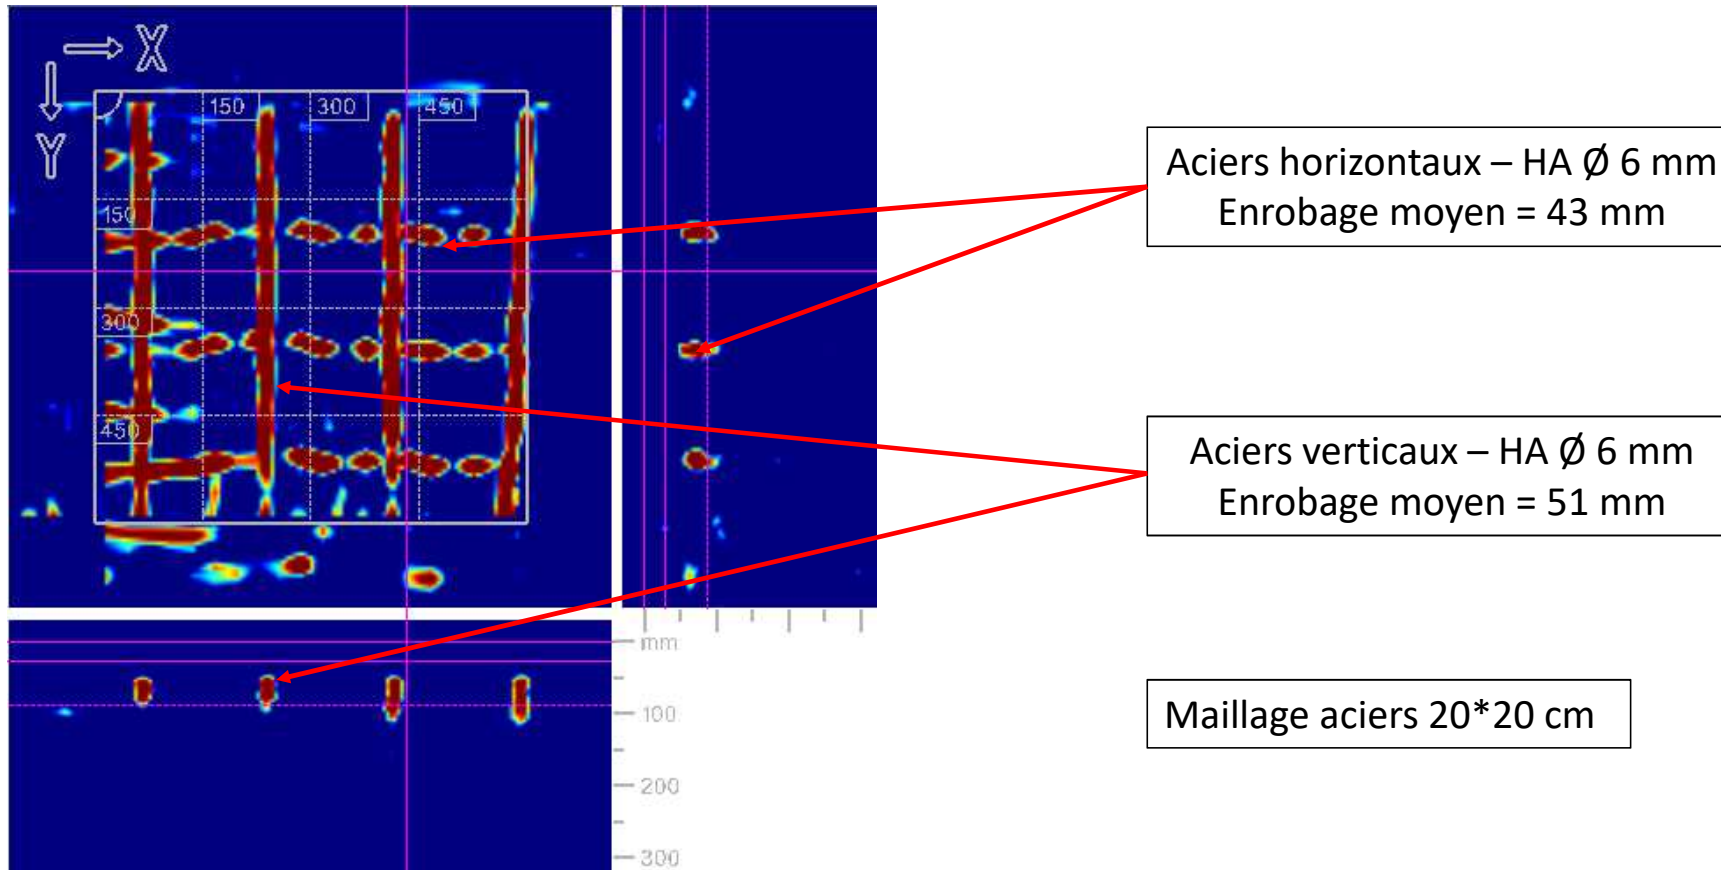 X
Y
150
300
450
150
300
450
mm
100
200
300
Aciers horizontaux – HA Ø 6 mm
Enrobage moyen = 43 mm
Aciers verticaux – HA Ø 6 mm
Enrobage moyen = 51 mm
Maillage aciers 20*20 cm